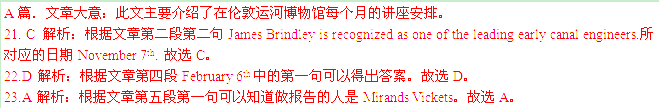 A 篇．文章大意：此文主要介绍了在伦敦运河博物馆每个月的讲座安排。
21. C 解析：根据文章第二段第二句 James Brindley is recognized as one of the leading early canal engineers.所
对应的日期 November 7th. 故选 C。
22.D 解析：根据文章第四段 February 6th 中的第一句可以得出答案。故选 D。
23.A 解析：根据文章第五段第一句可以知道做报告的人是 Mirands Vickets。故选 A。